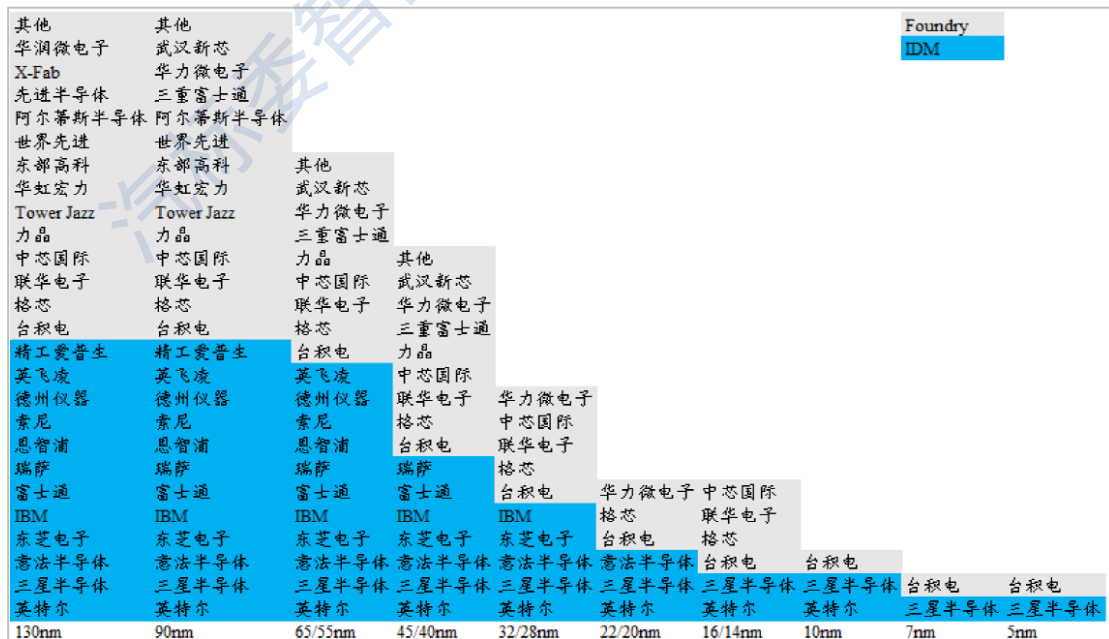 其他 其他 Foundry
华润微电子 武汉新芯 IDM
X-Fab 华力微电子
先进半导体 三重富士通
阿尔蒂斯半导体 阿尔蒂斯半导体
世界先进 世界先进
东部高科 东部高科 其他
华虹宏力 华虹宏力 武汉新芯
Tower Jazz Tower Jazz 华力微电子
力晶 力晶 三重富士通
中芯国际 中芯国际 力晶 其他
联华电子 联华电子 中芯国际 武汉新芯
格芯 格芯 联华电子 华力微电子
台积电 台积电 格芯 三重富士通
精工爱普生 精工爱普生 台积电 力晶
英飞凌 英飞凌 英飞凌 中芯国际
德州仪器 德州仪器 德州仪器 联华电子 华力微电子
索尼 索尼 索尼 格芯 中芯国际
恩智浦 恩智浦 恩智浦 台积电 联华电子
瑞萨 瑞萨 瑞萨 瑞萨 格芯
富士通 富士通 富士通 富士通 台积电 华力微电子 中芯国际
IBM IBM IBM IBM IBM 格芯 联华电子
东芝电子 东芝电子 东芝电子 东芝电子 东芝电子 台积电 格芯
意法半导体 意法半导体 意法半导体 意法半导体 意法半导体 意法半导体 台积电 台积电
三星半导体 三星半导体 三星半导体 三星半导体 三星半导体 三星半导体 三星半导体 三星半导体 台积电 台积电
英特尔 英特尔 英特尔 英特尔 英特尔 英特尔 英特尔 英特尔 三星半导体 三星半导体
130nm 90nm 65/55nm 45/40nm 32/28nm 22/20nm 16/14nm 10nm 7nm 5nm
汽标委智